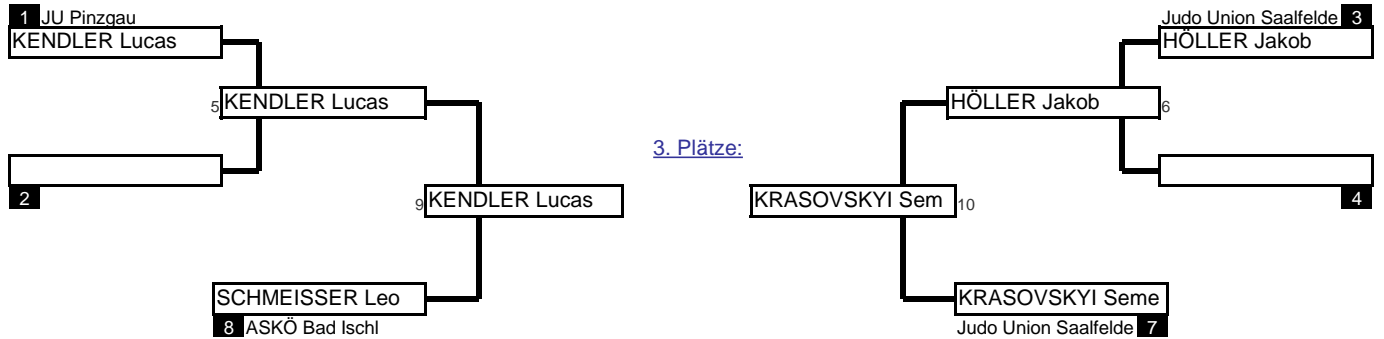 1 JU Pinzgau
KENDLER Lucas
Judo Union Saalfelde 3
HÖLLER Jakob
5 KENDLER Lucas
HÖLLER Jakob 6
3. Plätze:
2
4
9 KENDLER Lucas
KRASOVSKYI Sem 10
SCHMEISSER Leo
8 ASKÖ Bad Ischl
KRASOVSKYI Seme
Judo Union Saalfelde 7